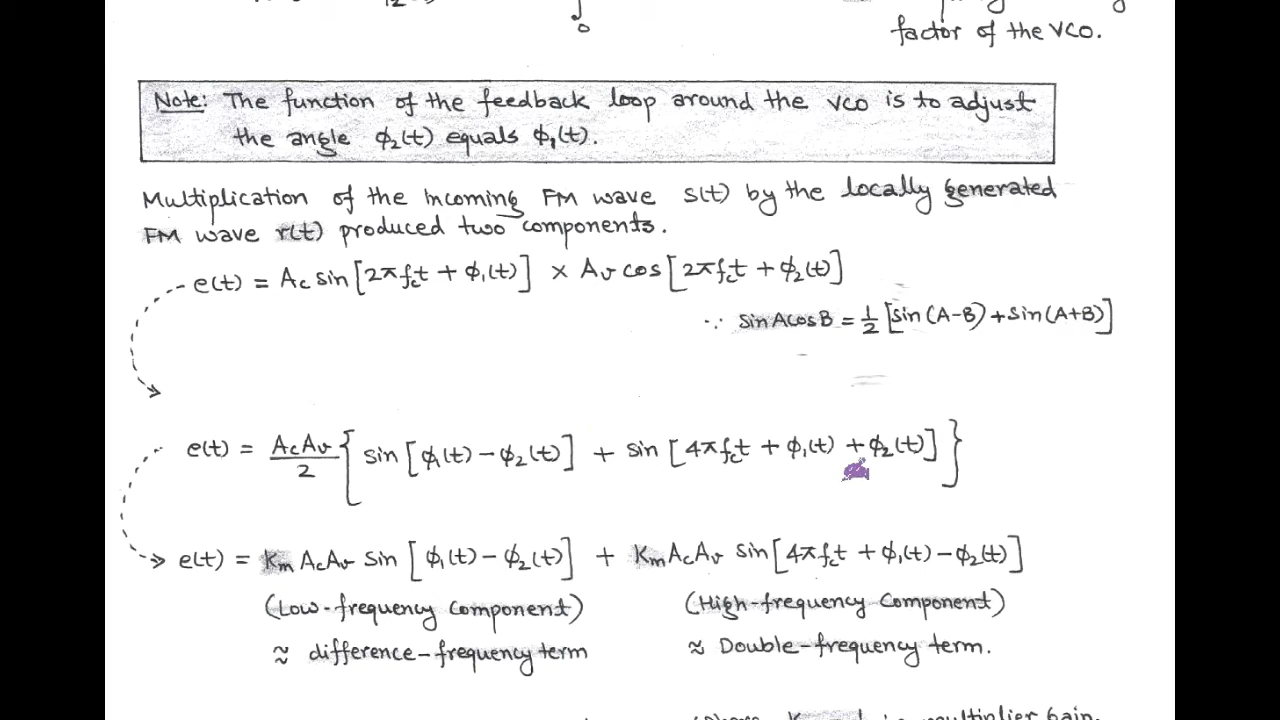 factor of the VCO.
Note: The function of the feedback loop around the VCO is to adjust
the angle ϕ₂(t) equals ϕ₁(t).
Multiplication of the incoming FM wave s(t) by the locally generated
FM wave r(t) produced two components.
e(t) = Ac sin [2πfct + ϕ₁(t)] × Av cos [2πfct + ϕ₂(t)]
∵ sinAcosB = 1/2 [sin(A-B) + sin(A+B)]
e(t) = AcAv/2 { sin [ϕ₁(t) - ϕ₂(t)] + sin [4πfct + ϕ₁(t) + ϕ₂(t)] }
e(t) = Km AcAv sin [ϕ₁(t) - ϕ₂(t)] + Km AcAv sin [4πfct + ϕ₁(t) - ϕ₂(t)]
(Low-frequency component) (High-frequency component)
≈ difference-frequency term ≈ Double-frequency term.
multiplier gain.